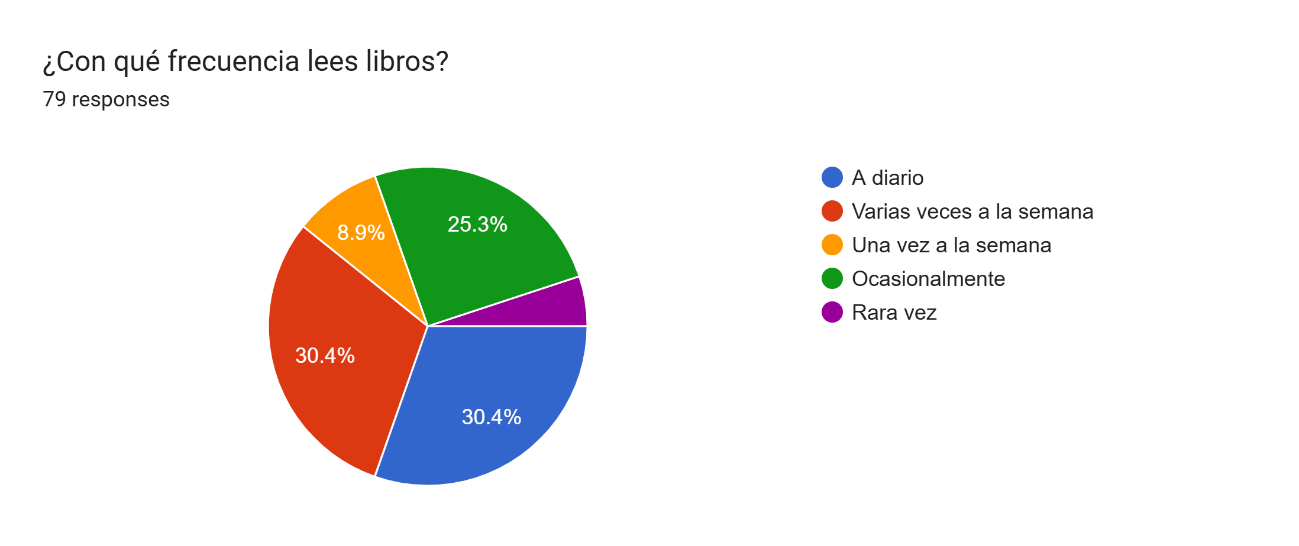 ¿Con qué frecuencia lees libros?
79 responses
25.3%
8.9%
30.4%
30.4%
A diario
Varias veces a la semana
Una vez a la semana
Ocasionalmente
Rara vez